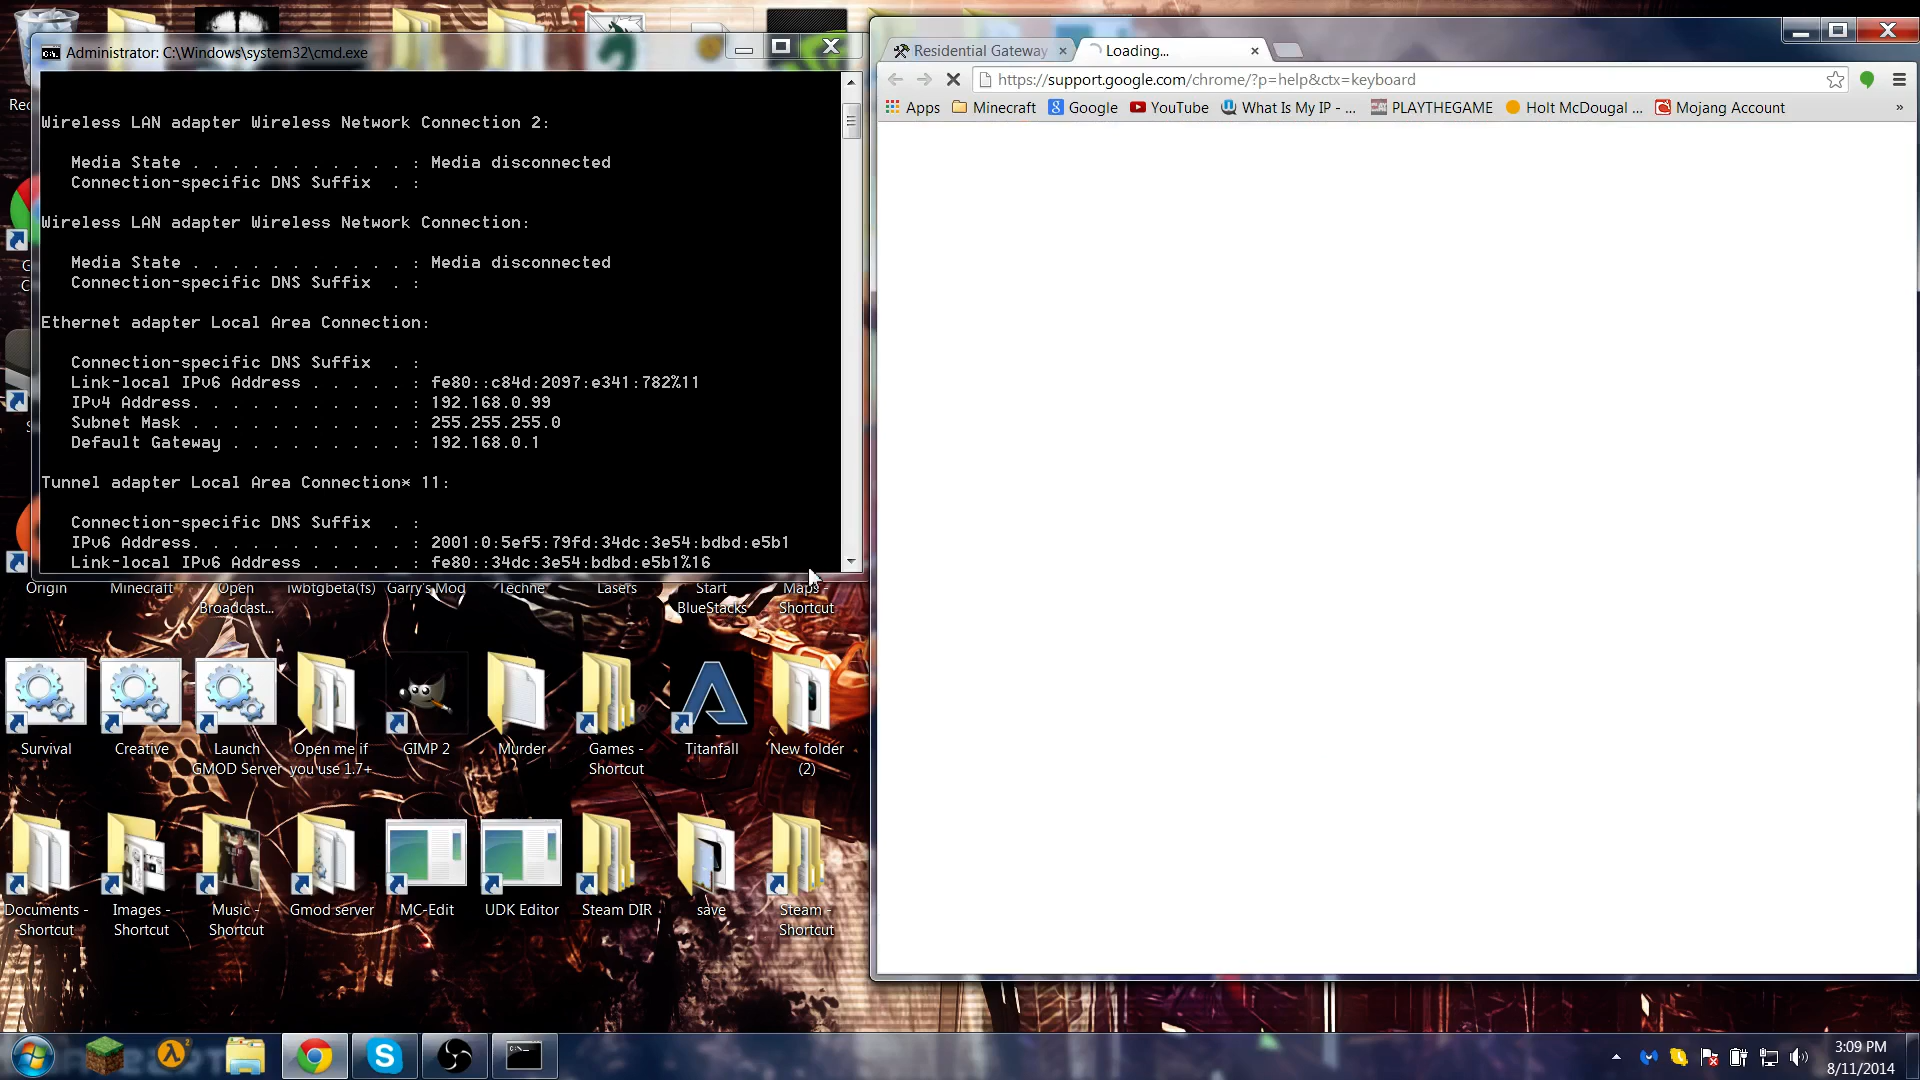 Administrator: C:\Windows\system32\cmd.exe
Wireless LAN adapter Wireless Network Connection 2:
Media State . . . . . . . . . . . : Media disconnected
Connection-specific DNS Suffix  . :
Wireless LAN adapter Wireless Network Connection:
Media State . . . . . . . . . . . : Media disconnected
Connection-specific DNS Suffix  . :
Ethernet adapter Local Area Connection:
Connection-specific DNS Suffix  . :
Link-local IPv6 Address . . . . . : fe80::c84d:2097:e341:782%11
IPv4 Address. . . . . . . . . . . : 192.168.0.99
Subnet Mask . . . . . . . . . . . : 255.255.255.0
Default Gateway . . . . . . . . . : 192.168.0.1
Tunnel adapter Local Area Connection* 11:
Connection-specific DNS Suffix  . :
IPv6 Address. . . . . . . . . . . : 2001:0:5ef5:79fd:34dc:3e54:bdbd:e5b1
Link-local IPv6 Address . . . . . : fe80::34dc:3e54:bdbd:e5b1%16
Residential Gateway
Loading...
https://support.google.com/chrome/?p=help&ctx=keyboard
Apps Minecraft Google YouTube What Is My IP - ... PLAYTHEGAME Holt McDougal ... Mojang Account »
Origin
Minecraft
Open
Broadcast...
iwbtgbeta(fs)
Garry's Mod
Techne
Lasers
Start
BlueStacks
Maps -
Shortcut
Survival
Creative
Launch
GMOD Server
Open me if
you use 1.7+
GIMP 2
Murder
Games -
Shortcut
Titanfall
New folder
(2)
Documents -
Shortcut
Images -
Shortcut
Music -
Shortcut
Gmod server
MC-Edit
UDK Editor
Steam DIR
save
Steam -
Shortcut
3:09 PM
8/11/2014